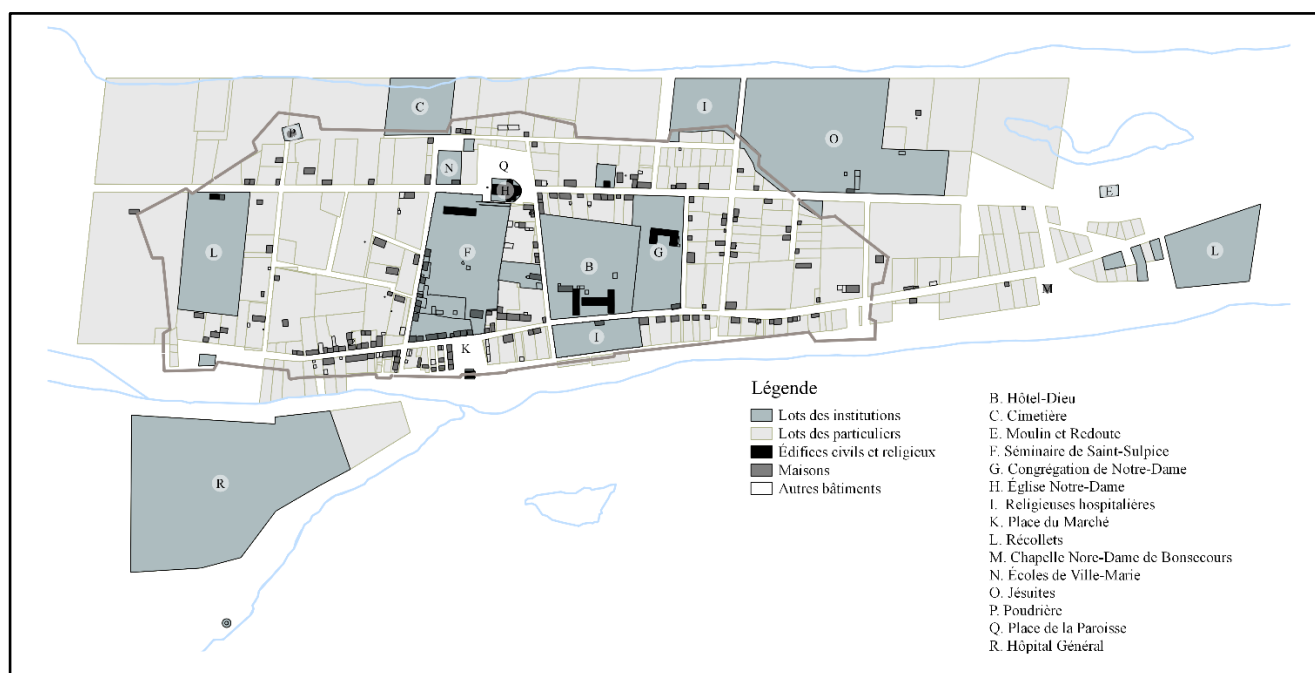 C
I
O
P
N
Q
H
E
L
F
B
G
L
M
K
I
R
Légende
Lots des institutions
Lots des particuliers
Édifices civils et religieux
Maisons
Autres bâtiments
B. Hôtel-Dieu
C. Cimetière
E. Moulin et Redoute
F. Séminaire de Saint-Sulpice
G. Congrégation de Notre-Dame
H. Église Notre-Dame
I. Religieuses hospitalières
K. Place du Marché
L. Récollets
M. Chapelle Nore-Dame de Bonsecours
N. Écoles de Ville-Marie
O. Jésuites
P. Poudrière
Q. Place de la Paroisse
R. Hôpital Général